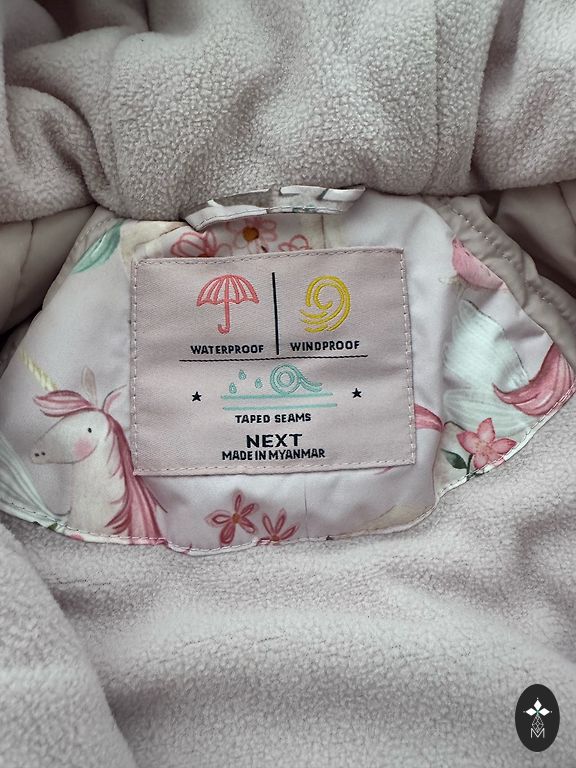 WATERPROOF
WINDPROOF
TAPED SEAMS
NEXT
MADE IN MYANMAR
M